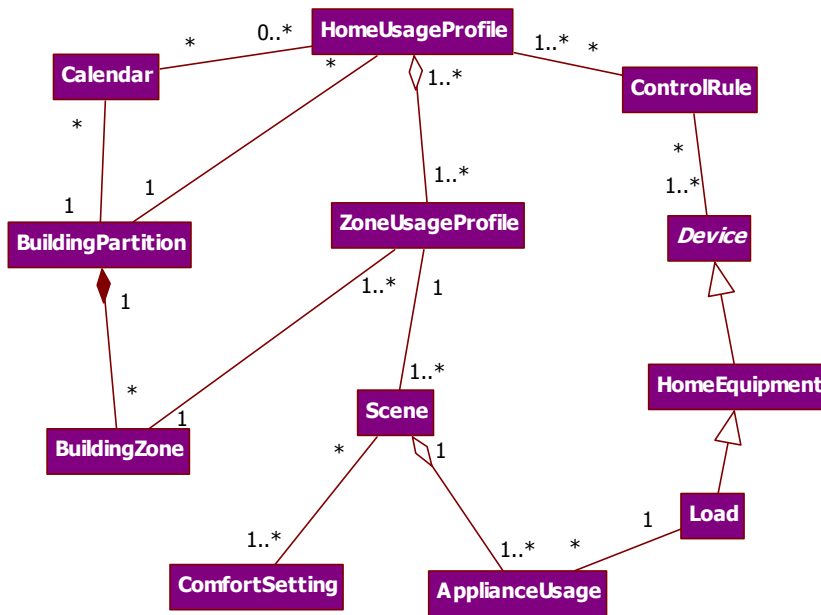 HomeUsageProfile
0..*
*
1..*
*
*
1..*
Calendar
ControlRule
*
*
1..*
1..*
1
1
ZoneUsageProfile
BuildingPartition
Device
1
1..*
1
*
1..*
HomeEquipment
Scene
1
BuildingZone
*
1
Load
1
1..*
1..*
*
ComfortSetting
ApplianceUsage